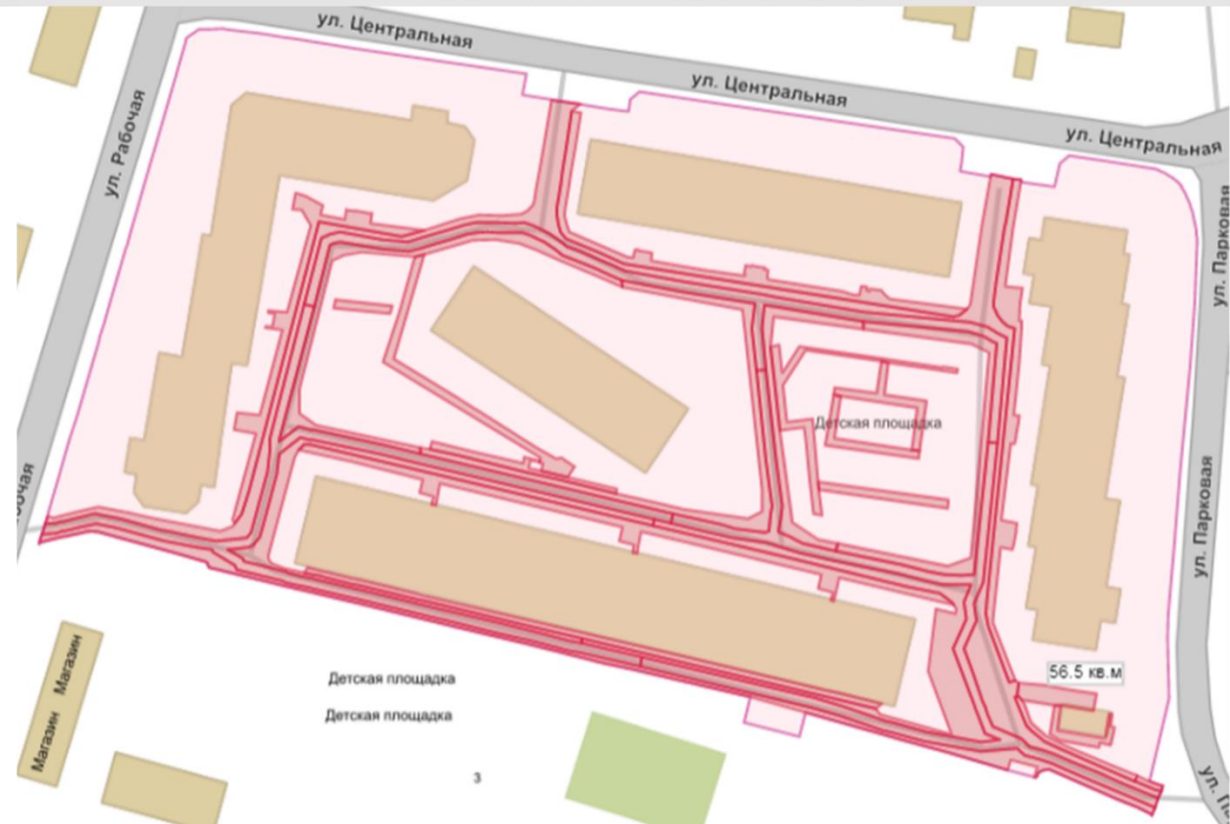 ул. Центральная
ул. Центральная
ул. Центральная
ул. Рабочая
ул. Парковая
Детская площадка
ул. Парковая
56.5 кв.м
Магазин
Магазин
Детская площадка
Детская площадка
3
ул.